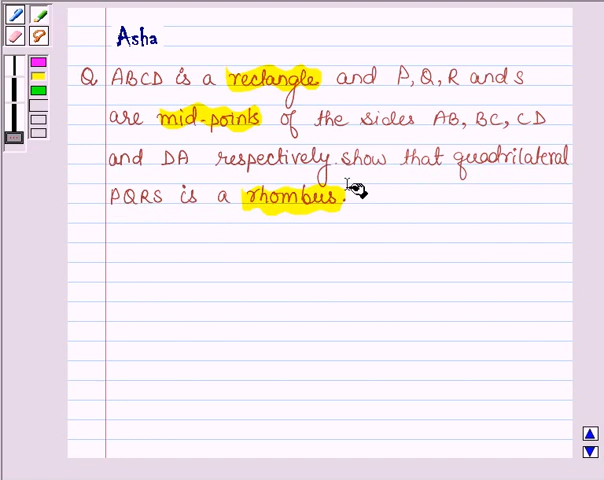 Asha
Q ABCD is a rectangle and P, Q, R and S
are mid-points of the sides AB, BC, CD
and DA respectively. show that quadrilateral
PQRS is a rhombus.